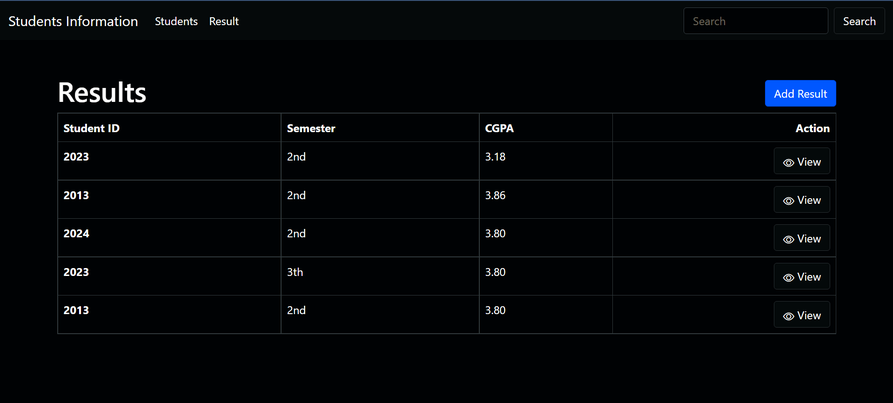 Students Information Students Result Search Search
Results Add Result
Student ID Semester CGPA Action
2023 2nd 3.18 View
2013 2nd 3.86 View
2024 2nd 3.80 View
2023 3th 3.80 View
2013 2nd 3.80 View